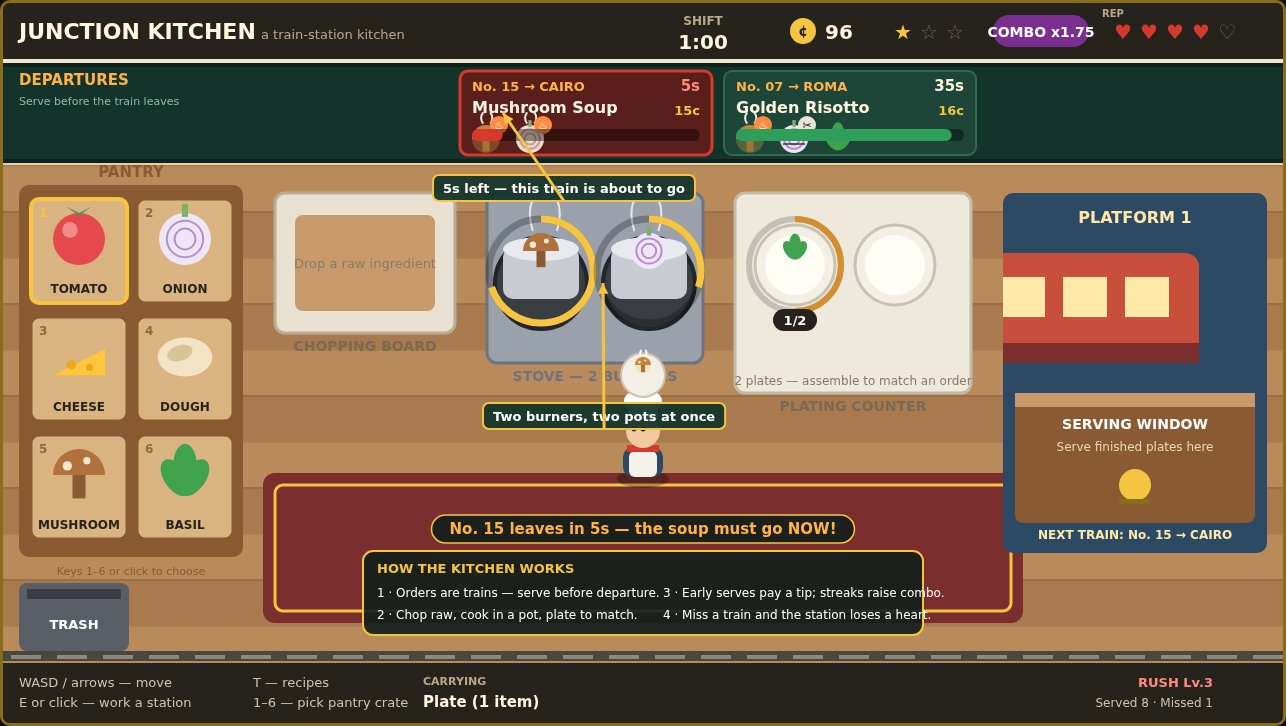 JUNCTION KITCHEN a train-station kitchen
SHIFT
1:00
¢ 96
COMBO x1.75
REP
DEPARTURES
Serve before the train leaves
No. 15 → CAIRO 5s
Mushroom Soup 15c
No. 07 → ROMA 35s
Golden Risotto 16c
5s left — this train is about to go
PANTRY
1
TOMATO
2
ONION
3
CHEESE
4
DOUGH
5
MUSHROOM
6
BASIL
Keys 1–6 or click to choose
TRASH
Drop a raw ingredient
CHOPPING BOARD
STOVE — 2 BU S
Two burners, two pots at once
1/2
2 plates — assemble to match an order
PLATING COUNTER
PLATFORM 1
SERVING WINDOW
Serve finished plates here
NEXT TRAIN: No. 15 → CAIRO
No. 15 leaves in 5s — the soup must go NOW!
HOW THE KITCHEN WORKS
1 · Orders are trains — serve before departure. 3 · Early serves pay a tip; streaks raise combo.
2 · Chop raw, cook in a pot, plate to match. 4 · Miss a train and the station loses a heart.
WASD / arrows — move
E or click — work a station
T — recipes
1–6 — pick pantry crate
CARRYING
Plate (1 item)
RUSH Lv.3
Served 8 · Missed 1